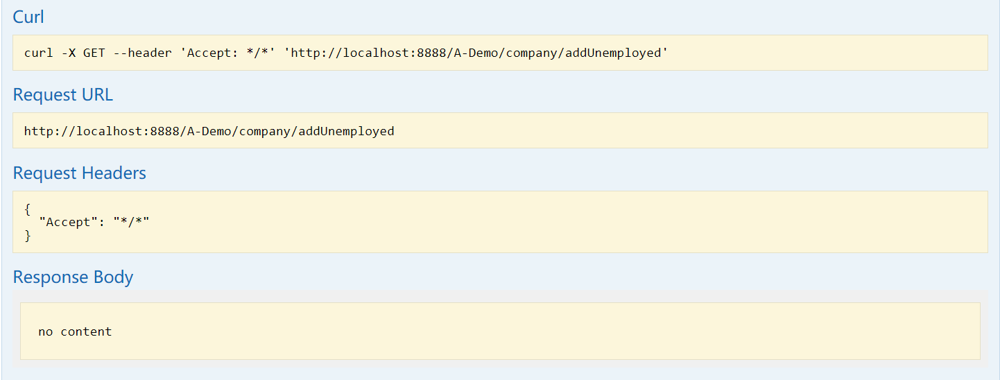 Curl
curl -X GET --header 'Accept: */*' 'http://localhost:8888/A-Demo/company/addUnemployed'
Request URL
http://localhost:8888/A-Demo/company/addUnemployed
Request Headers
{
  "Accept": "*/*"
}
Response Body
no content